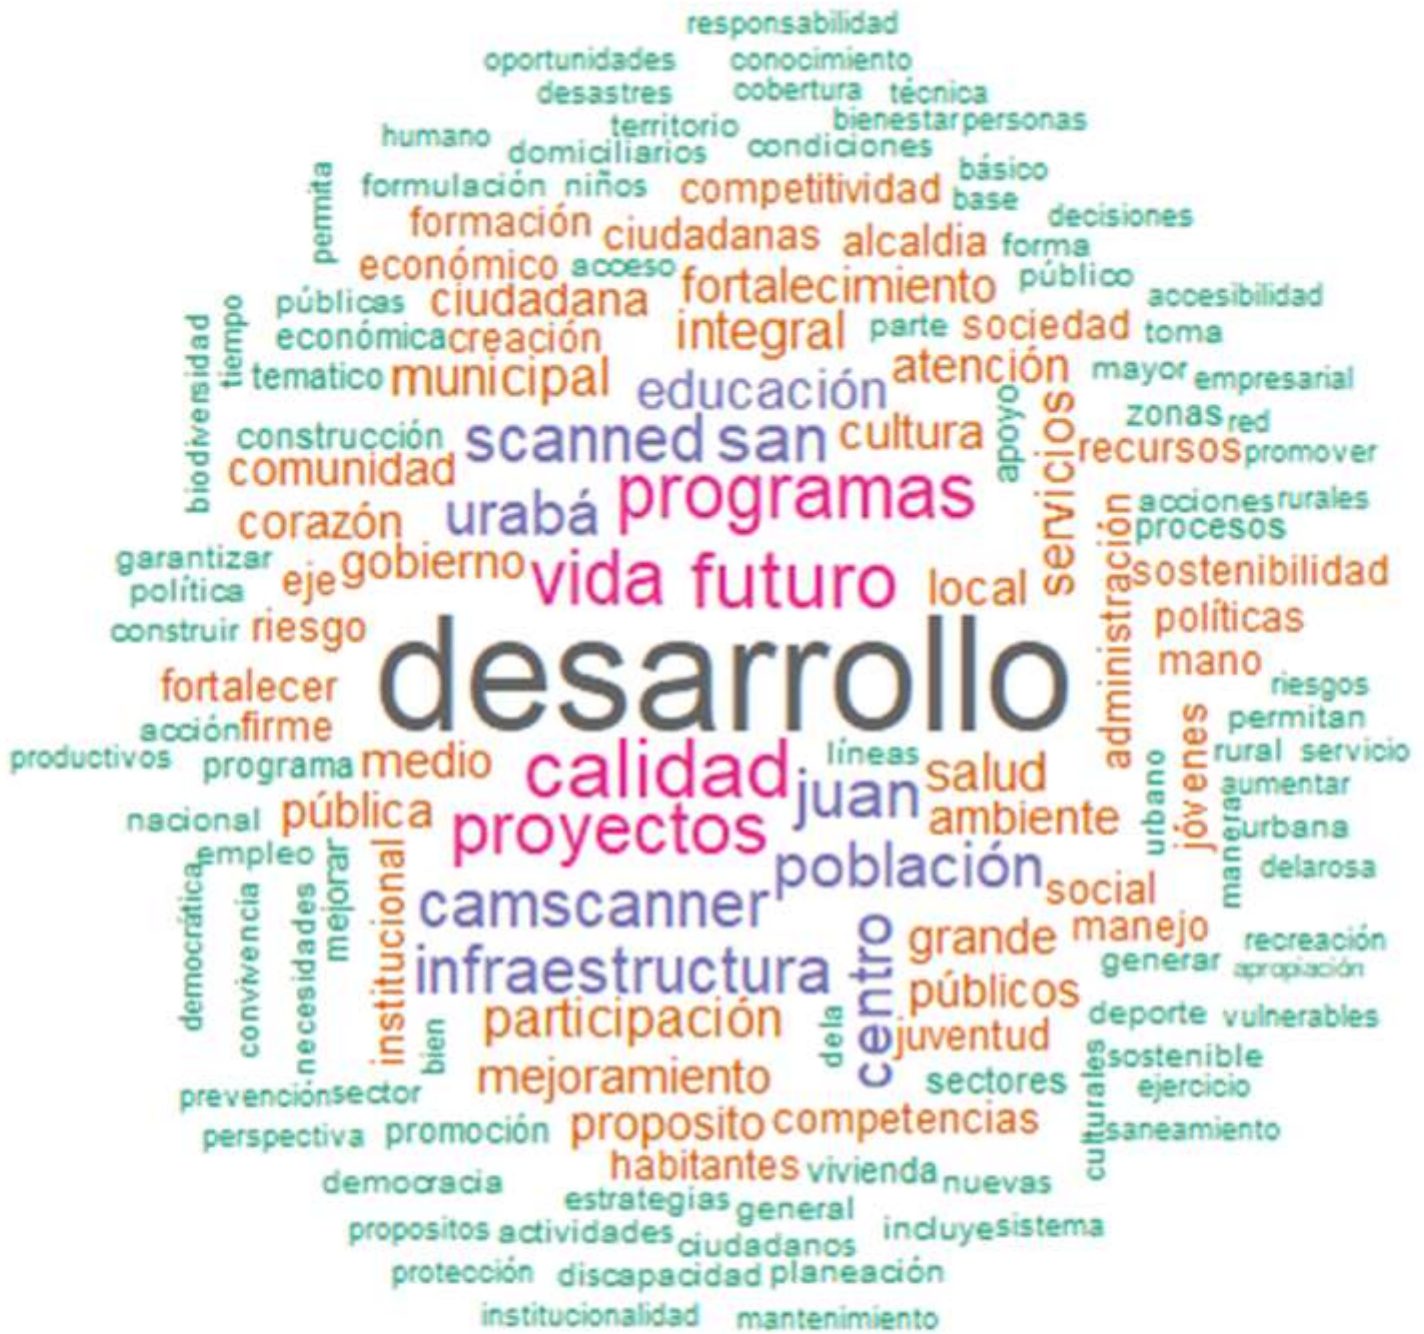 responsabilidad
oportunidades conocimiento
desastres cobertura técnica
humano territorio bienestar personas
domiciliarios condiciones
permita formulación niños competitividad básico
base
formación ciudadanas alcaldia forma decisiones
económico acceso fortalecimiento público
públicas ciudadana accesibilidad
biodiversidad tiempo económica creación integral parte sociedad toma
tematico municipal educación atención mayor empresarial
construcción scanned san cultura apoyo servicios zonas red
comunidad recursos promover
corazón urabá programas administración acciones rurales
procesos
garantizar eje gobierno vida futuro local sostenibilidad
política
construir riesgo desarrollo políticas
mano
fortalecer riesgos
acción firme jóvenes permitan
productivos programa medio calidad líneas salud urbano rural servicio
juan aumentar
nacional pública proyectos ambiente manera urbana
democrática empleo mejorar institucional población delarosa
convivencia necesidades camscanner centro social
grande manejo recreación
infraestructura generar apropiación
bien participación dela públicos deporte vulnerables
juventud
mejoramiento sectores culturales sostenible
prevención sector ejercicio
perspectiva promoción proposito competencias saneamiento
habitantes vivienda nuevas
democracia estrategias general
propositos actividades ciudadanos incluye sistema
protección discapacidad planeación
institucionalidad mantenimiento